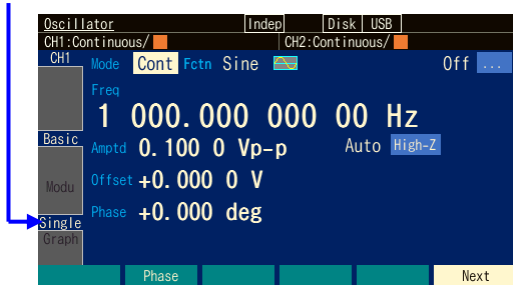 Oscillator Indep Disk USB
CH1:Continuous/ CH2:Continuous/
CH1 Mode Cont Fctn Sine Off ...
Freq
1 000.000 000 00 Hz
Basic Amptd 0.100 0 Vp-p Auto High-Z
Modu Offset +0.000 0 V
Phase +0.000 deg
Single
Graph
Phase Next